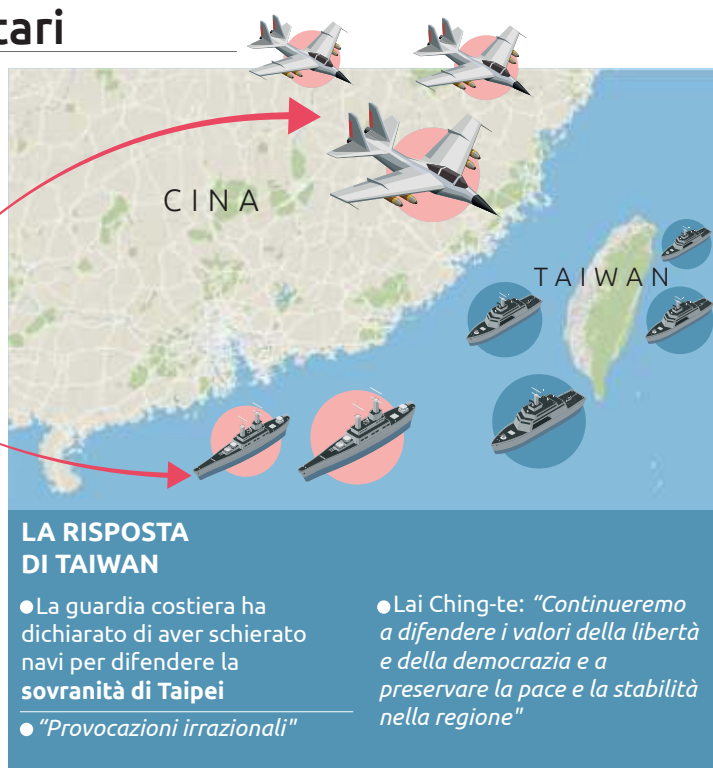 tari
CINA
TAIWAN
LA RISPOSTA
DI TAIWAN
●La guardia costiera ha
dichiarato di aver schierato
navi per difendere la
sovranità di Taipei
● “Provocazioni irrazionali"
●Lai Ching-te: “Continueremo
a difendere i valori della libertà
e della democrazia e a
preservare la pace e la stabilità
nella regione"